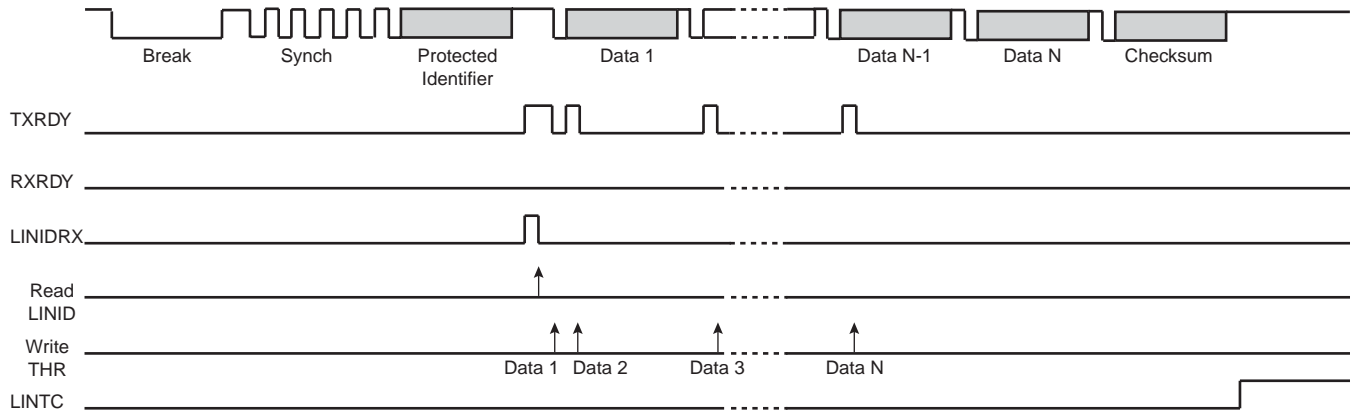 Break Synch Protected Data 1 Data N-1 Data N Checksum
Identifier
TXRDY
RXRDY
LINIDRX
Read
LINID
Write
THR
Data 1 Data 2 Data 3 Data N
LINTC